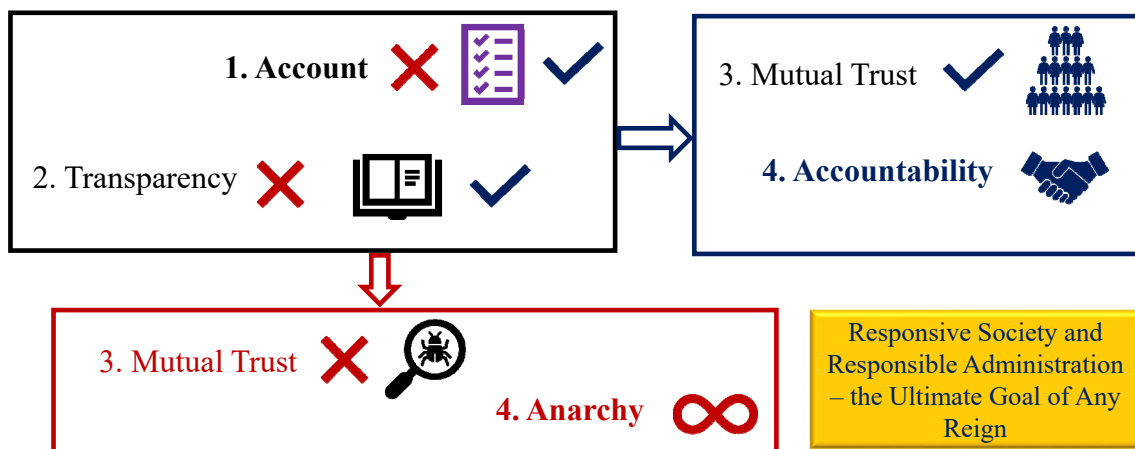 1. Account
2. Transparency
3. Mutual Trust
4. Accountability
3. Mutual Trust
4. Anarchy
Responsive Society and
Responsible Administration
– the Ultimate Goal of Any
Reign